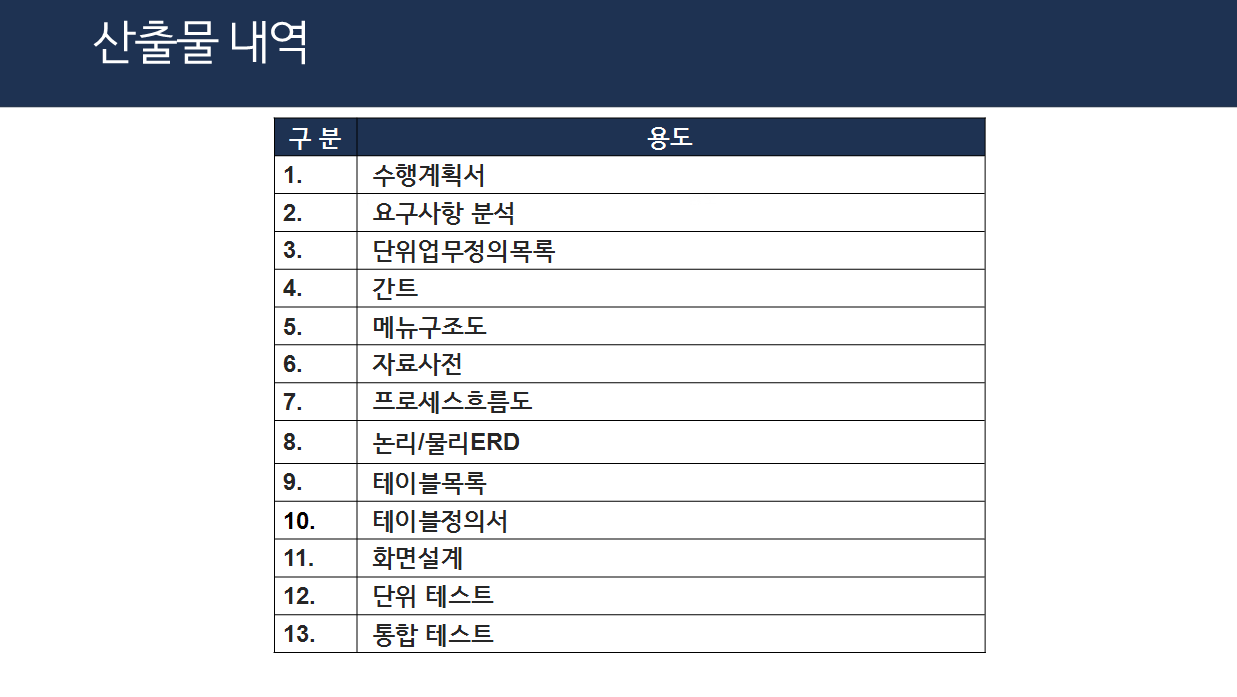 산출물 내역
구 분 용도
1. 수행계획서
2. 요구사항 분석
3. 단위업무정의목록
4. 간트
5. 메뉴구조도
6. 자료사전
7. 프로세스흐름도
8. 논리/물리ERD
9. 테이블목록
10. 테이블정의서
11. 화면설계
12. 단위 테스트
13. 통합 테스트